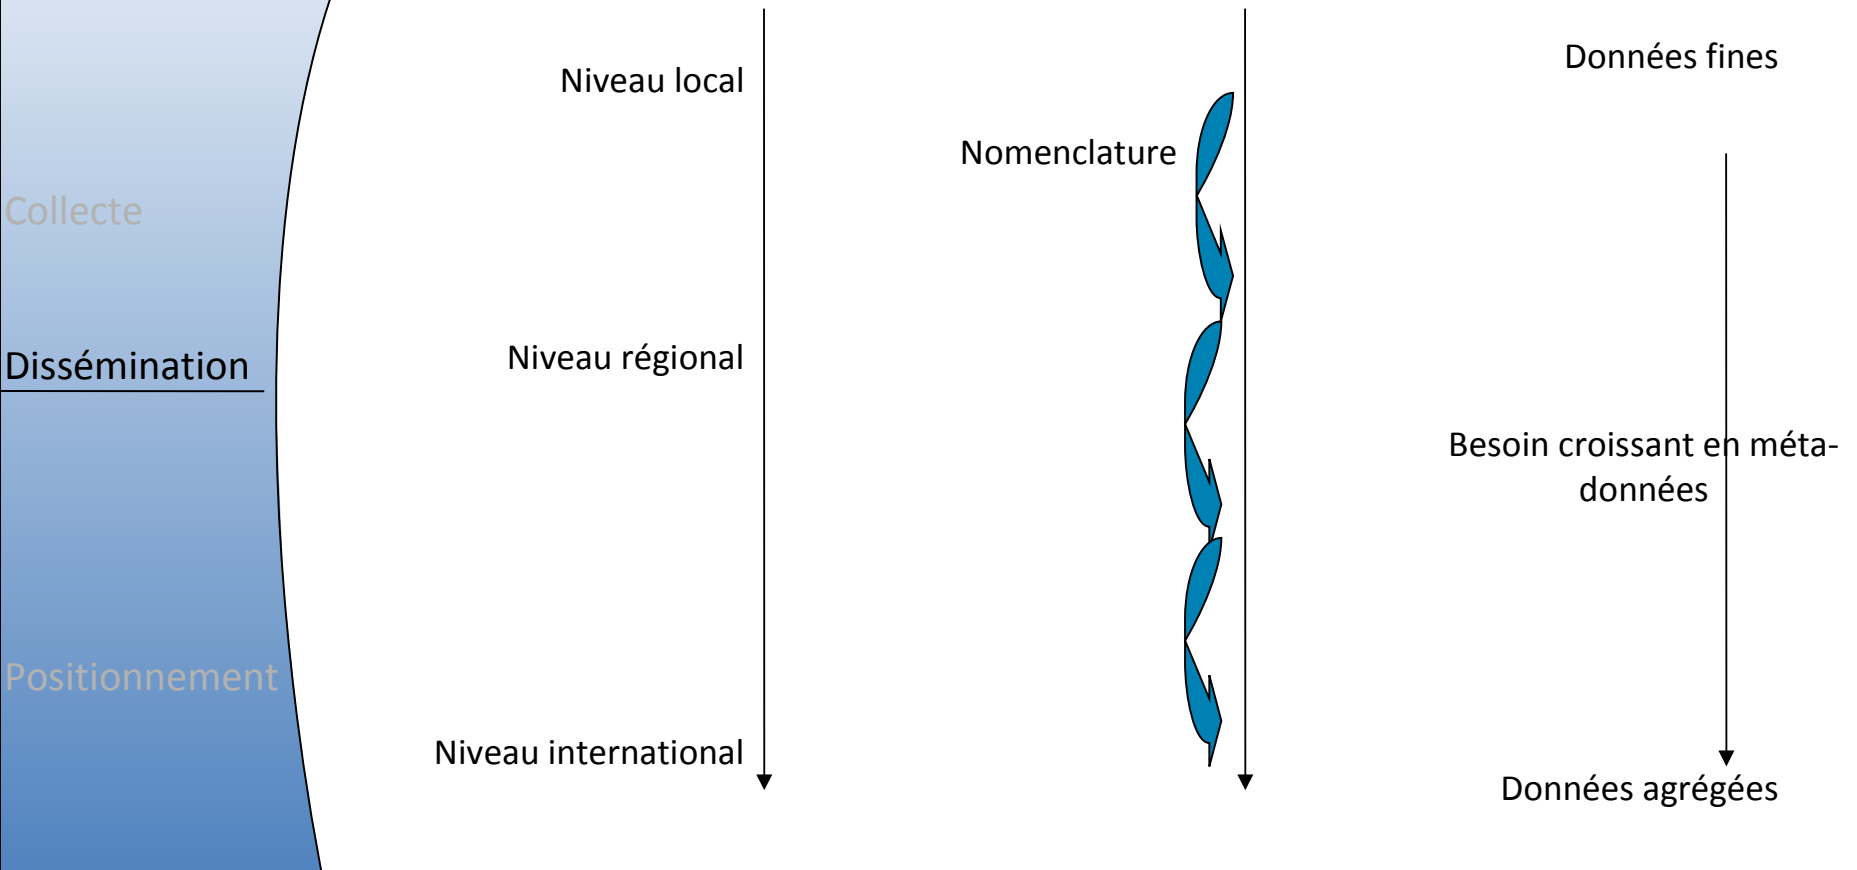 Collecte
Dissémination
Positionnement
Niveau local
Niveau régional
Niveau international
Nomenclature
Données fines
Besoin croissant en méta-
données
Données agrégées